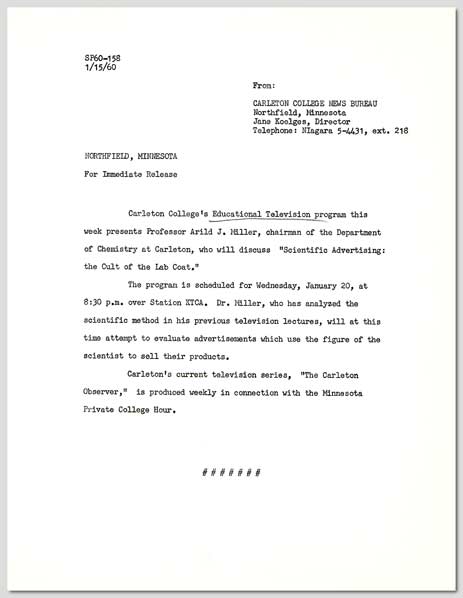 SP60-158
1/15/60
From:
CARLETON COLLEGE NEWS BUREAU
Northfield, Minnesota
Jane Koelges, Director
Telephone: NIagara 5-4431, ext. 218
NORTHFIELD, MINNESOTA
For Immediate Release
Carleton College's Educational Television program this
week presents Professor Arild J. Miller, chairman of the Department
of Chemistry at Carleton, who will discuss "Scientific Advertising:
the Cult of the Lab Coat."
The program is scheduled for Wednesday, January 20, at
8:30 p.m. over Station KTCA. Dr. Miller, who has analyzed the
scientific method in his previous television lectures, will at this
time attempt to evaluate advertisements which use the figure of the
scientist to sell their products.
Carleton's current television series, "The Carleton
Observer," is produced weekly in connection with the Minnesota
Private College Hour.
# # # # # # #